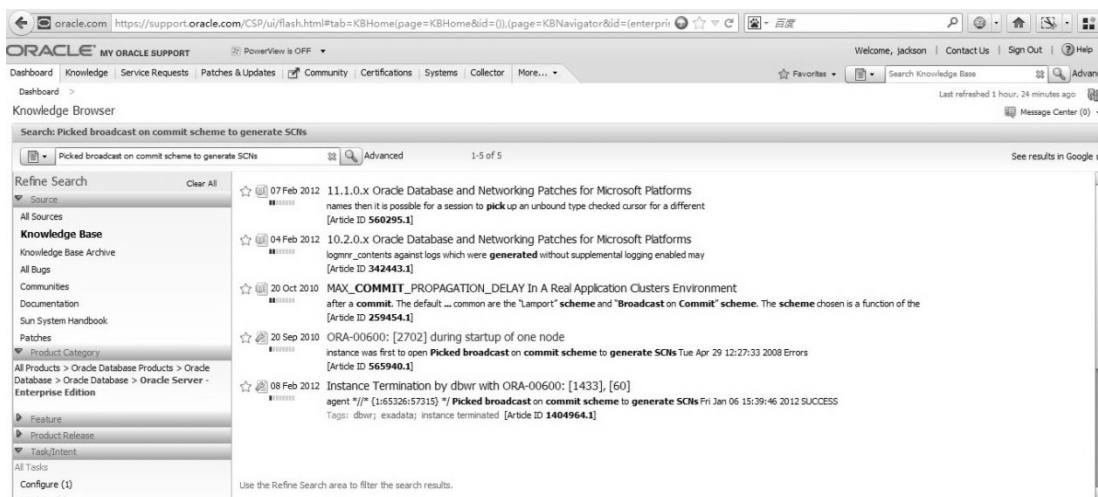 oracle.com https://support.oracle.com/CSP/ui/flash.html#tab=KBHome(page=KBHome&id=()),(page=KBNavigator&id=(enterpri 百度
ORACLE MY ORACLE SUPPORT PowerView is OFF Welcome, jackson | Contact Us | Sign Out | Help
Dashboard Knowledge Service Requests Patches & Updates Community Certifications Systems Collector More... Favorites Search Knowledge Base Advan
Dashboard > Last refreshed 1 hour, 24 minutes ago
Knowledge Browser Message Center (0)
Search: Picked broadcast on commit scheme to generate SCNs
Picked broadcast on commit scheme to generate SCNs Advanced 1-5 of 5 See results in Google
Refine Search Clear All
Source
All Sources
Knowledge Base
Knowledge Base Archive
All Bugs
Communities
Documentation
Sun System Handbook
Patches
Product Category
All Products > Oracle Database Products > Oracle
Database > Oracle Database > Oracle Server -
Enterprise Edition
Feature
Product Release
Task/Intent
All Tasks
Configure (1)
07 Feb 2012 11.1.0.x Oracle Database and Networking Patches for Microsoft Platforms
names then it is possible for a session to pick up an unbound type checked cursor for a different
[Article ID 560295.1]
04 Feb 2012 10.2.0.x Oracle Database and Networking Patches for Microsoft Platforms
logmnr_contents against logs which were generated without supplemental logging enabled may
[Article ID 342443.1]
20 Oct 2010 MAX_COMMIT_PROPAGATION_DELAY In A Real Application Clusters Environment
after a commit. The default ... common are the "Lamport" scheme and "Broadcast on Commit" scheme. The scheme chosen is a function of the
[Article ID 259454.1]
20 Sep 2010 ORA-00600: [2702] during startup of one node
instance was first to open Picked broadcast on commit scheme to generate SCNs Tue Apr 29 12:27:33 2008 Errors
[Article ID 565940.1]
08 Feb 2012 Instance Termination by dbwr with ORA-00600: [1433], [60]
agent *//* {1:65326:57315} */ Picked broadcast on commit scheme to generate SCNs Fri Jan 06 15:39:46 2012 SUCCESS
Tags: dbwr; exadata; instance terminated [Article ID 1404964.1]
Use the Refine Search area to filter the search results.